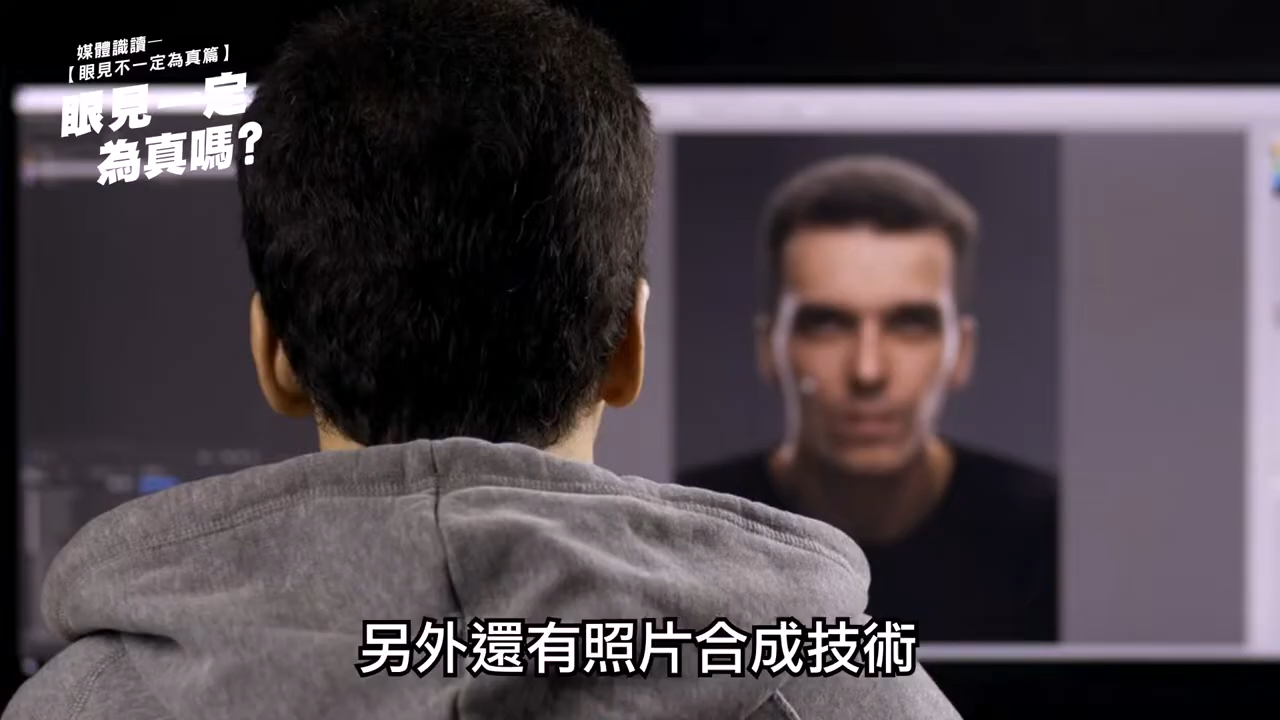 媒體識讀—
【眼見不一定為真篇】
眼見一定
為真嗎?
另外還有照片合成技術